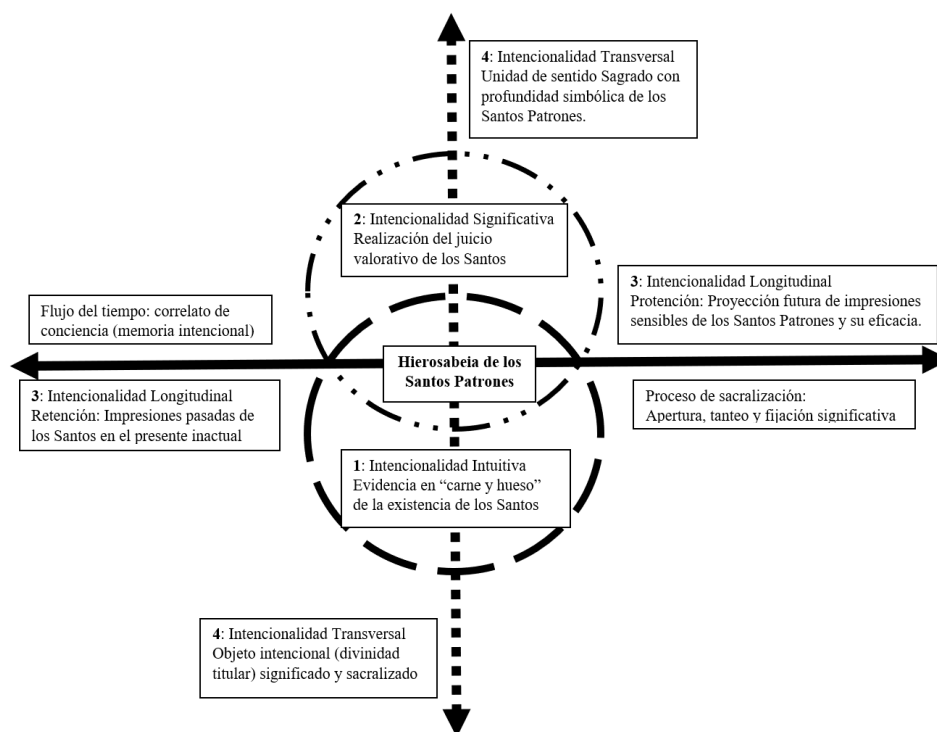 4: Intencionalidad Transversal
Unidad de sentido Sagrado con
profundidad simbólica de los
Santos Patrones.
2: Intencionalidad Significativa
Realización del juicio
valorativo de los Santos
Flujo del tiempo: correlato de
conciencia (memoria intencional)
3: Intencionalidad Longitudinal
Protención: Proyección futura de impresiones
sensibles de los Santos Patrones y su eficacia.
Hierosabeia de los
Santos Patrones
3: Intencionalidad Longitudinal
Retención: Impresiones pasadas de
los Santos en el presente inactual
Proceso de sacralización:
Apertura, tanteo y fijación significativa
1: Intencionalidad Intuitiva
Evidencia en “carne y hueso”
de la existencia de los Santos
4: Intencionalidad Transversal
Objeto intencional (divinidad
titular) significado y sacralizado